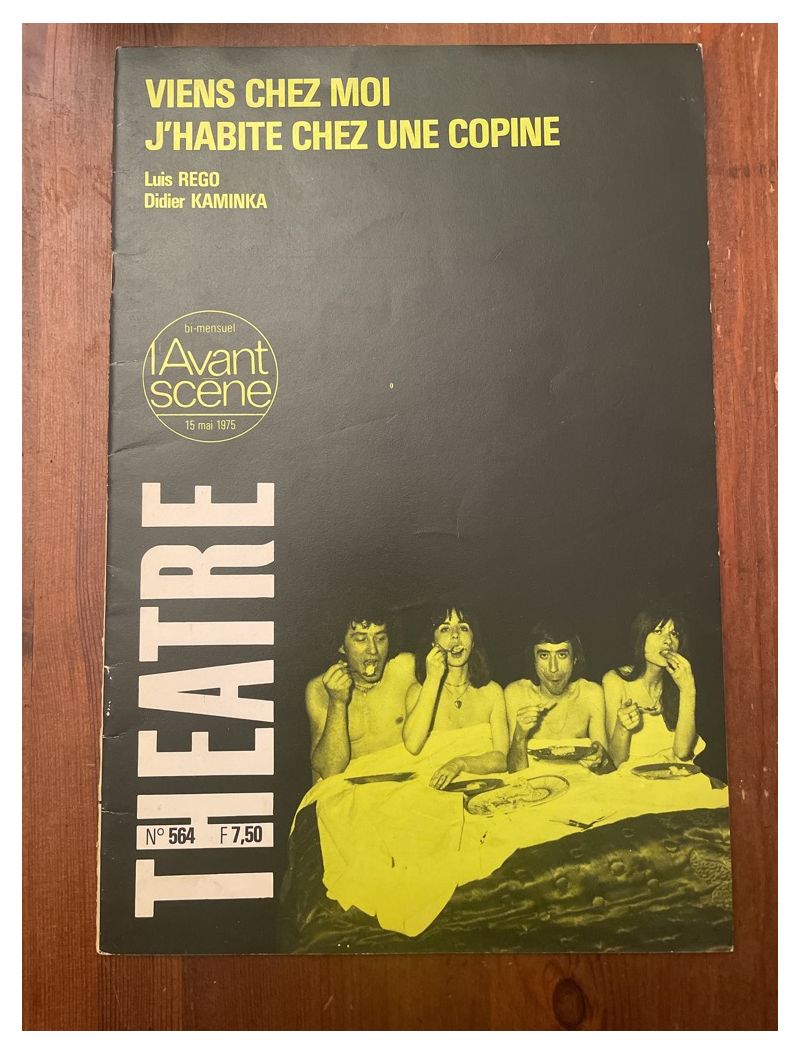 VIENS CHEZ MOI
J'HABITE CHEZ UNE COPINE
Luis REGO
Didier KAMINKA
bi-mensuel
l'Avant
scène
15 mai 1975
THEATRE
N° 564 F 7,50